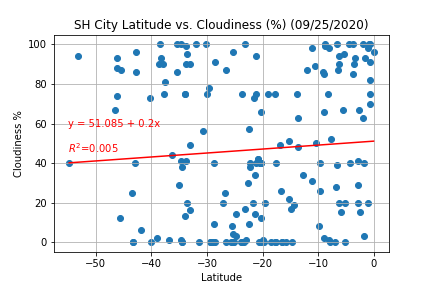 SH City Latitude vs. Cloudiness (%) (09/25/2020)
Cloudiness %
100
80
60
40
20
0
y = 51.085 + 0.2x
R²=0.005
−50
−40
−30
−20
−10
0
Latitude